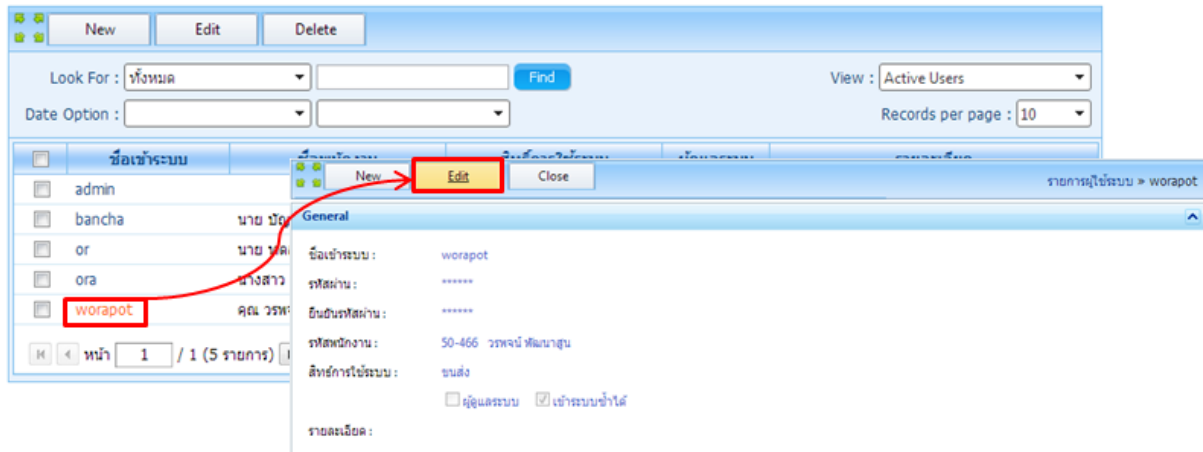 New Edit Delete
Look For : ทั้งหมด Find View : Active Users
Date Option : Records per page : 10
ชื่อเข้าระบบ
admin
bancha นาย
or นาย
ora นางสาว
worapot คุณ
หน้า 1 / 1 (5 รายการ)
New Edit Close
รายการผู้ใช้ระบบ » worapot
General
ชื่อเข้าระบบ : worapot
รหัสผ่าน : ******
ยืนยันรหัสผ่าน : ******
รหัสพนักงาน : 50-466 วรพจน์ พัฒนาสูน
สิทธ์การใช้ระบบ : ขนส่ง
ผู้ดูแลระบบ เข้าระบบซ้ำได้
รายละเอียด :